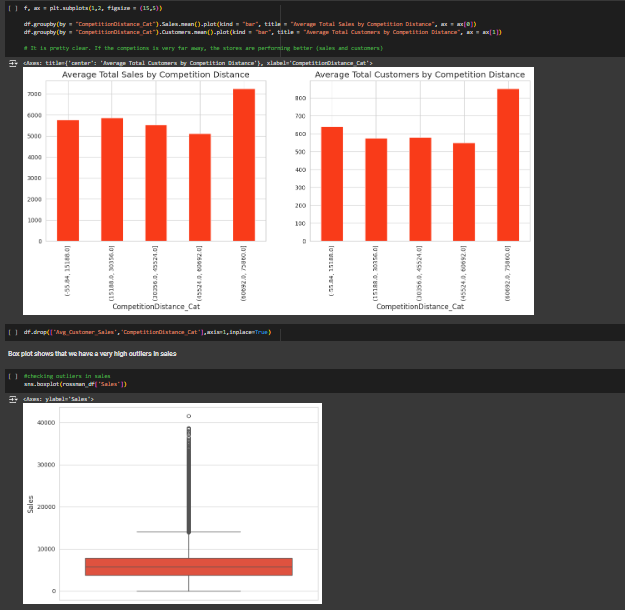 [ ] f, ax = plt.subplots(1,2, figsize = (15,5))
df.groupby(by = "CompetitionDistance_Cat").Sales.mean().plot(kind = "bar", title = "Average Total Sales by Competition Distance", ax = ax[0])
df.groupby(by = "CompetitionDistance_Cat").Customers.mean().plot(kind = "bar", title = "Average Total Customers by Competition Distance", ax = ax[1])
# It is pretty clear. If the competions is very far away, the stores are performing better (sales and customers)
<Axes: title={'center': 'Average Total Customers by Competition Distance'}, xlabel='CompetitionDistance_Cat'>
Average Total Sales by Competition Distance
7000
6000
5000
4000
3000
2000
1000
0
(-55.84, 15188.0]
(15188.0, 30356.0]
(30356.0, 45524.0]
(45524.0, 60692.0]
(60692.0, 75860.0]
CompetitionDistance_Cat
Average Total Customers by Competition Distance
800
700
600
500
400
300
200
100
0
(-55.84, 15188.0]
(15188.0, 30356.0]
(30356.0, 45524.0]
(45524.0, 60692.0]
(60692.0, 75860.0]
CompetitionDistance_Cat
[ ] df.drop(['Avg_Customer_Sales','CompetitionDistance_Cat'],axis=1,inplace=True)
Box plot shows that we have a very high outliers in sales
[ ] #checking outliers in sales
sns.boxplot(rossman_df['Sales'])
<Axes: ylabel='Sales'>
40000
30000
20000
10000
0
Sales